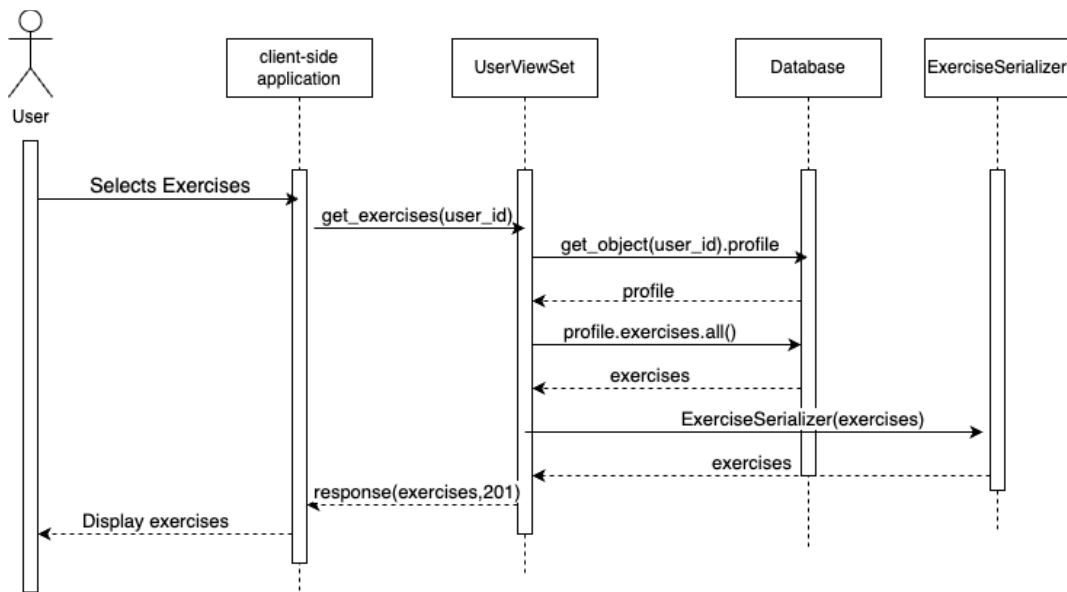 User
client-side
application
UserViewSet
Database
ExerciseSerializer
Selects Exercises
get_exercises(user_id)
get_object(user_id).profile
profile
profile.exercises.all()
exercises
ExerciseSerializer(exercises)
exercises
response(exercises,201)
Display exercises